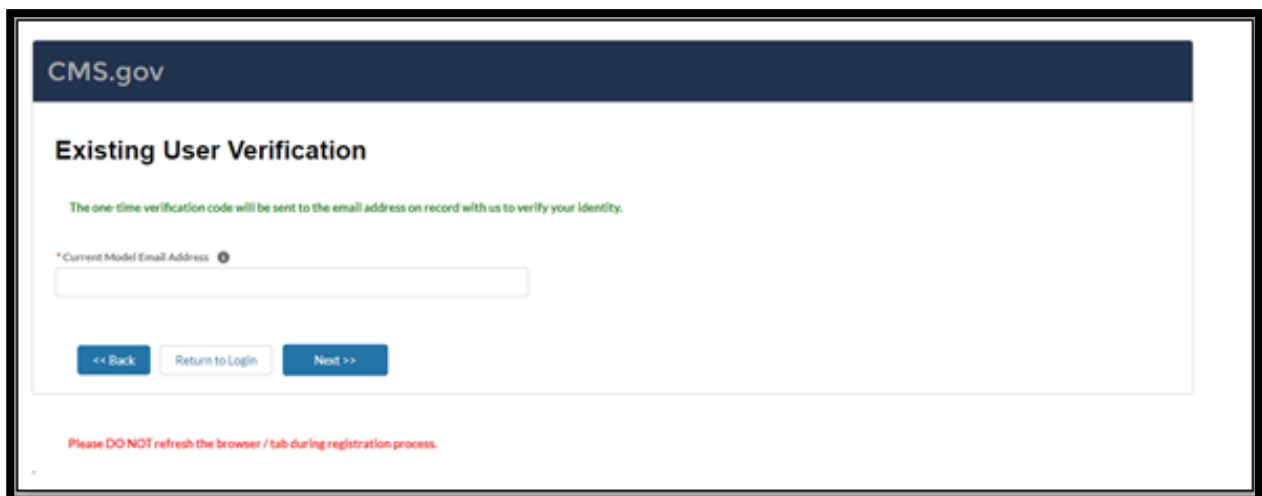 CMS.gov
Existing User Verification
The one-time verification code will be sent to the email address on record with us to verify your identity.
*Current Model Email Address
<< Back Return to Login Next >>
Please DO NOT refresh the browser / tab during registration process.